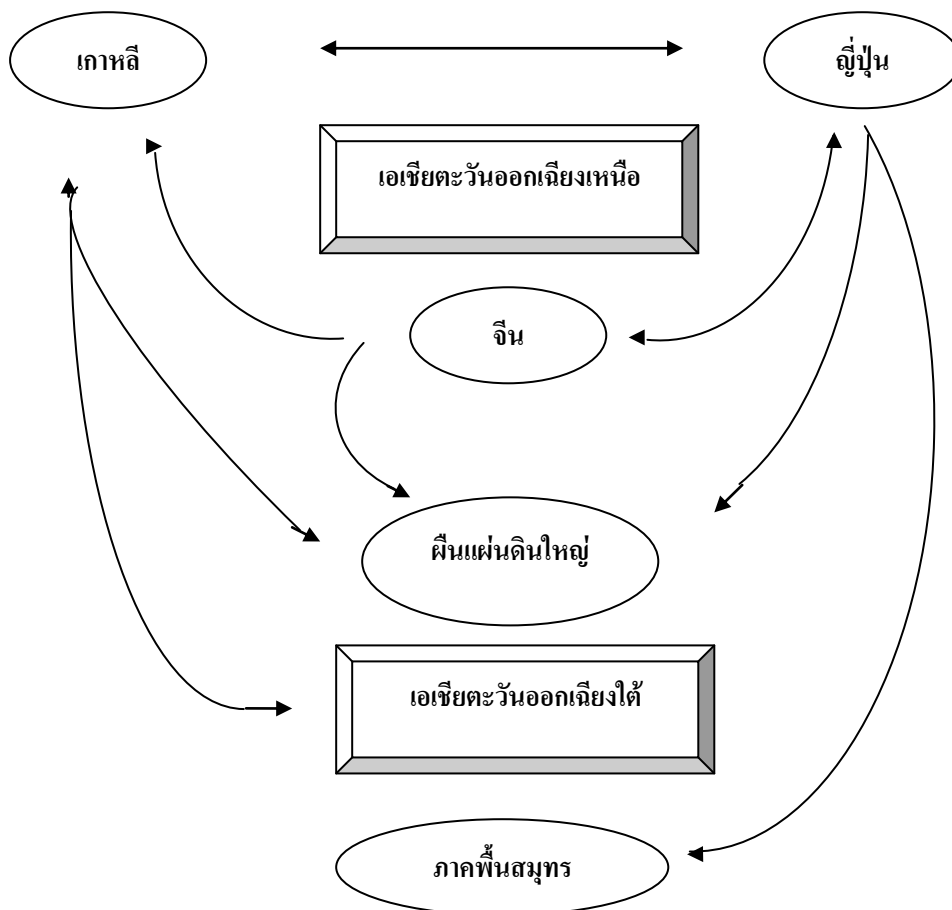 เกาหลี
ญี่ปุ่น
เอเชียตะวันออกเฉียงเหนือ
จีน
ผืนแผ่นดินใหญ่
เอเชียตะวันออกเฉียงใต้
ภาคพื้นสมุทร